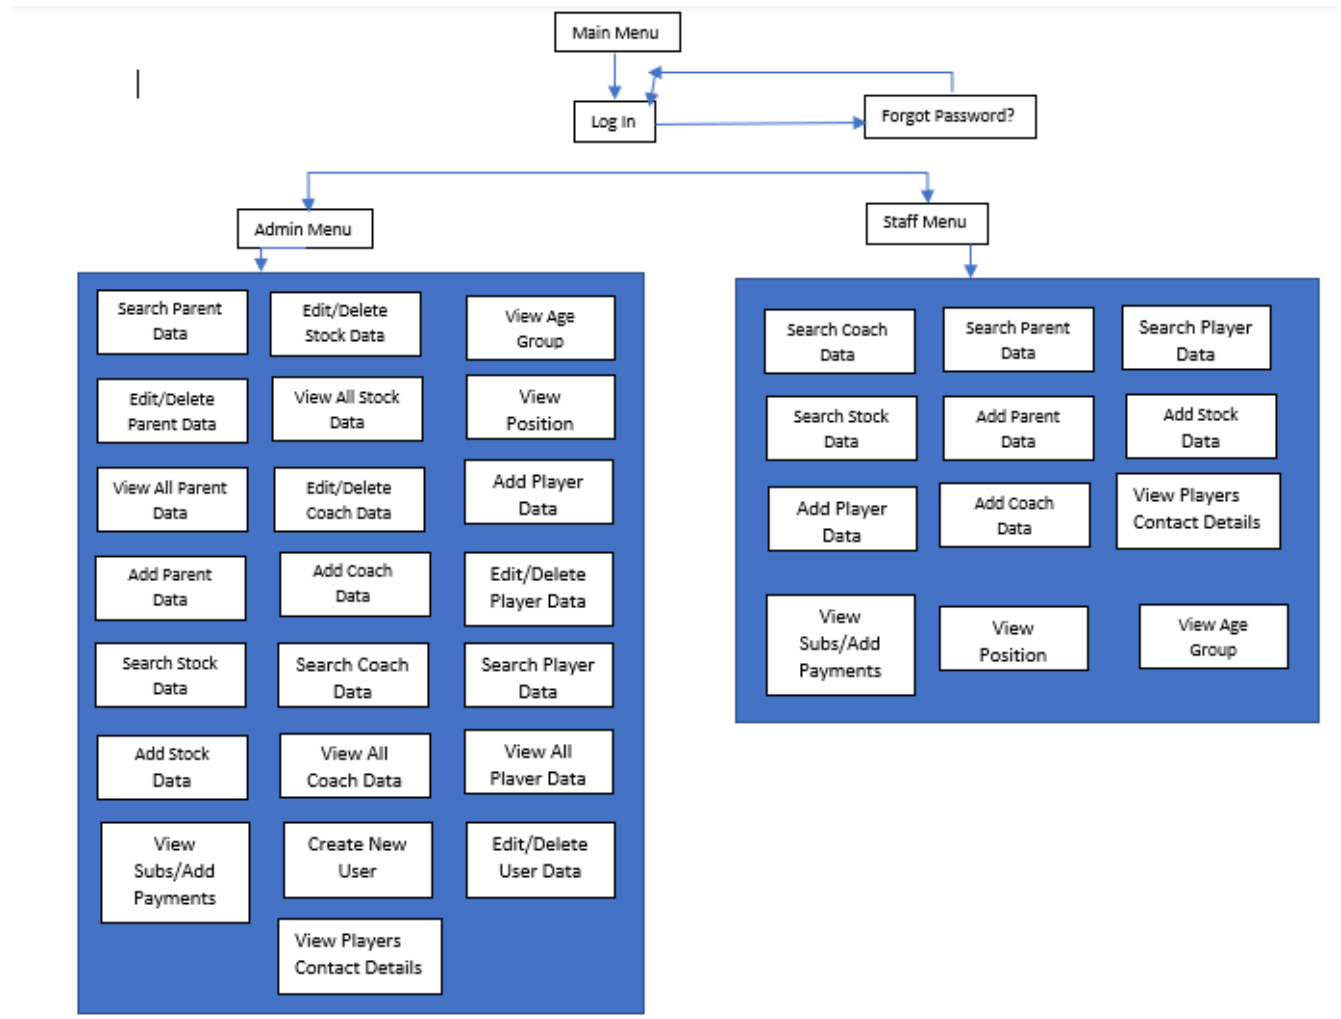 Main Menu
Log In
Forgot Password?
Admin Menu
Staff Menu
Search Parent
Data
Edit/Delete
Stock Data
View Age
Group
Edit/Delete
Parent Data
View All Stock
Data
View
Position
View All Parent
Data
Edit/Delete
Coach Data
Add Player
Data
Add Parent
Data
Add Coach
Data
Edit/Delete
Player Data
Search Stock
Data
Search Coach
Data
Search Player
Data
Add Stock
Data
View All
Coach Data
View All
Player Data
View
Subs/Add
Payments
Create New
User
Edit/Delete
User Data
View Players
Contact Details
Search Coach
Data
Search Parent
Data
Search Player
Data
Search Stock
Data
Add Parent
Data
Add Stock
Data
Add Player
Data
Add Coach
Data
View Players
Contact Details
View
Subs/Add
Payments
View
Position
View Age
Group